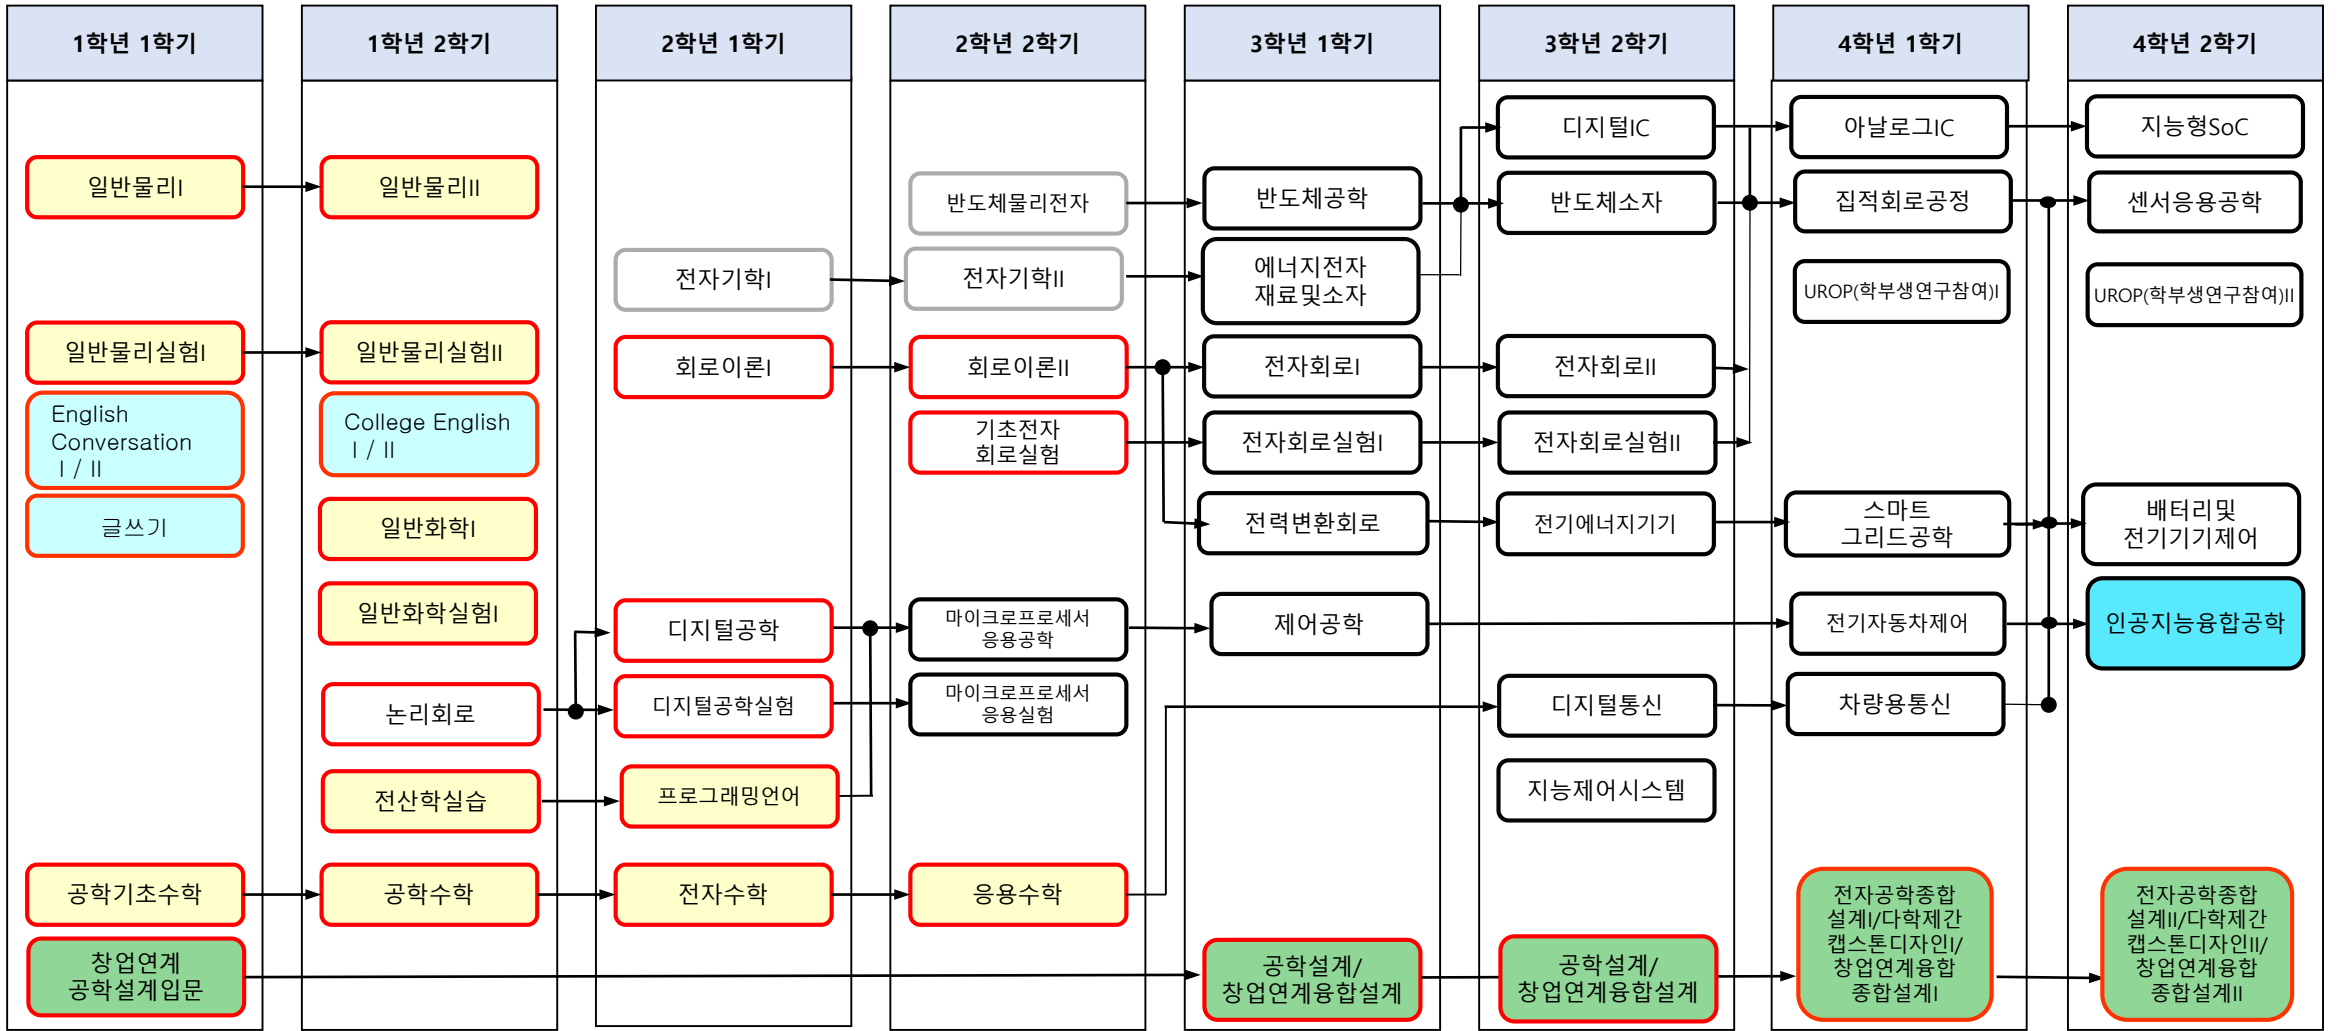 1학년 1학기
일반물리I
일반물리실험I
English
Conversation
I / II
글쓰기
공학기초수학
창업연계
공학설계입문
1학년 2학기
일반물리II
일반물리실험II
College English
I / II
일반화학I
일반화학실험I
논리회로
전산학실습
공학수학
2학년 1학기
전자기학I
회로이론I
디지털공학
디지털공학실험
프로그래밍언어
전자수학
2학년 2학기
반도체물리전자
전자기학II
회로이론II
기초전자
회로실험
마이크로프로세서
응용공학
마이크로프로세서
응용실험
응용수학
3학년 1학기
반도체공학
에너지전자
재료및소자
전자회로I
전자회로실험I
전력변환회로
제어공학
공학설계/
창업연계융합설계
3학년 2학기
디지털IC
반도체소자
전자회로II
전자회로실험II
전기에너지기기
디지털통신
지능제어시스템
공학설계/
창업연계융합설계
4학년 1학기
아날로그IC
집적회로공정
UROP(학부생연구참여)I
스마트
그리드공학
전기자동차제어
차량용통신
전자공학종합
설계I/다학제간
캡스톤디자인I/
창업연계융합
종합설계I
4학년 2학기
지능형SoC
센서응용공학
UROP(학부생연구참여)II
배터리및
전기기기제어
인공지능융합공학
전자공학종합
설계II/다학제간
캡스톤디자인II/
창업연계융합
종합설계II